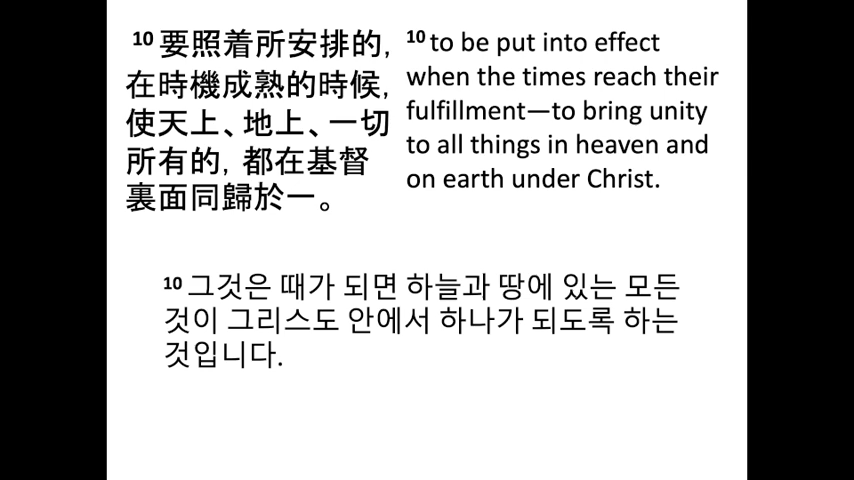 10 要照着所安排的,
在時機成熟的時候,
使天上、地上、一切
所有的, 都在基督
裏面同歸於一。
10 to be put into effect
when the times reach their
fulfillment—to bring unity
to all things in heaven and
on earth under Christ.
10 그것은 때가 되면 하늘과 땅에 있는 모든
것이 그리스도 안에서 하나가 되도록 하는
것입니다.